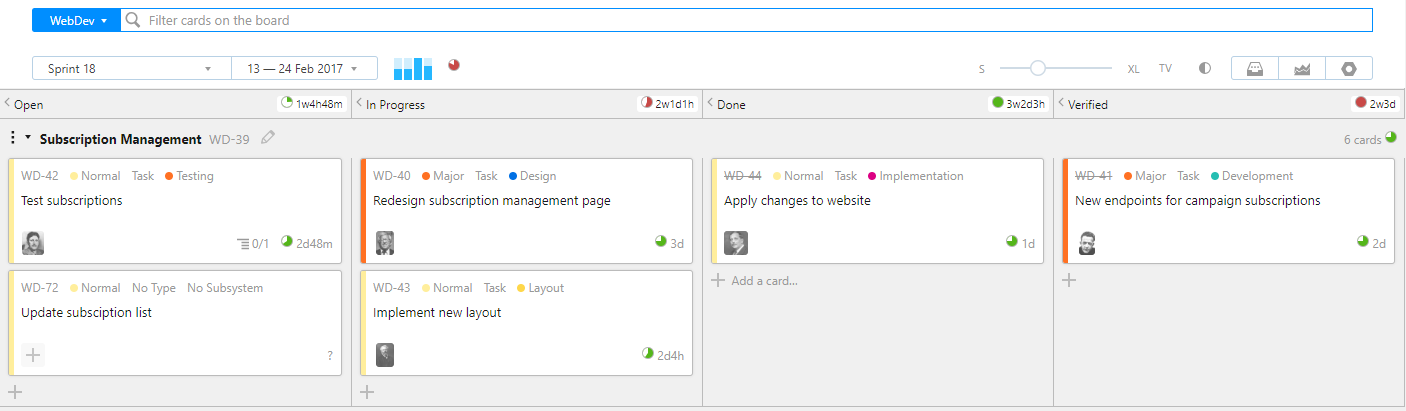 WebDev Filter cards on the board
Sprint 18 13 — 24 Feb 2017 S XL TV
Open 1w4h48m In Progress 2w1d1h Done 3w2d3h Verified 2w3d
Subscription Management WD-39 6 cards
WD-42 Normal Task Testing
Test subscriptions
0/1 2d48m
WD-40 Major Task Design
Redesign subscription management page
3d
WD-44 Normal Task Implementation
Apply changes to website
1d
WD-41 Major Task Development
New endpoints for campaign subscriptions
2d
WD-72 Normal No Type No Subsystem
Update subsciption list
?
WD-43 Normal Task Layout
Implement new layout
2d4h
Add a card...